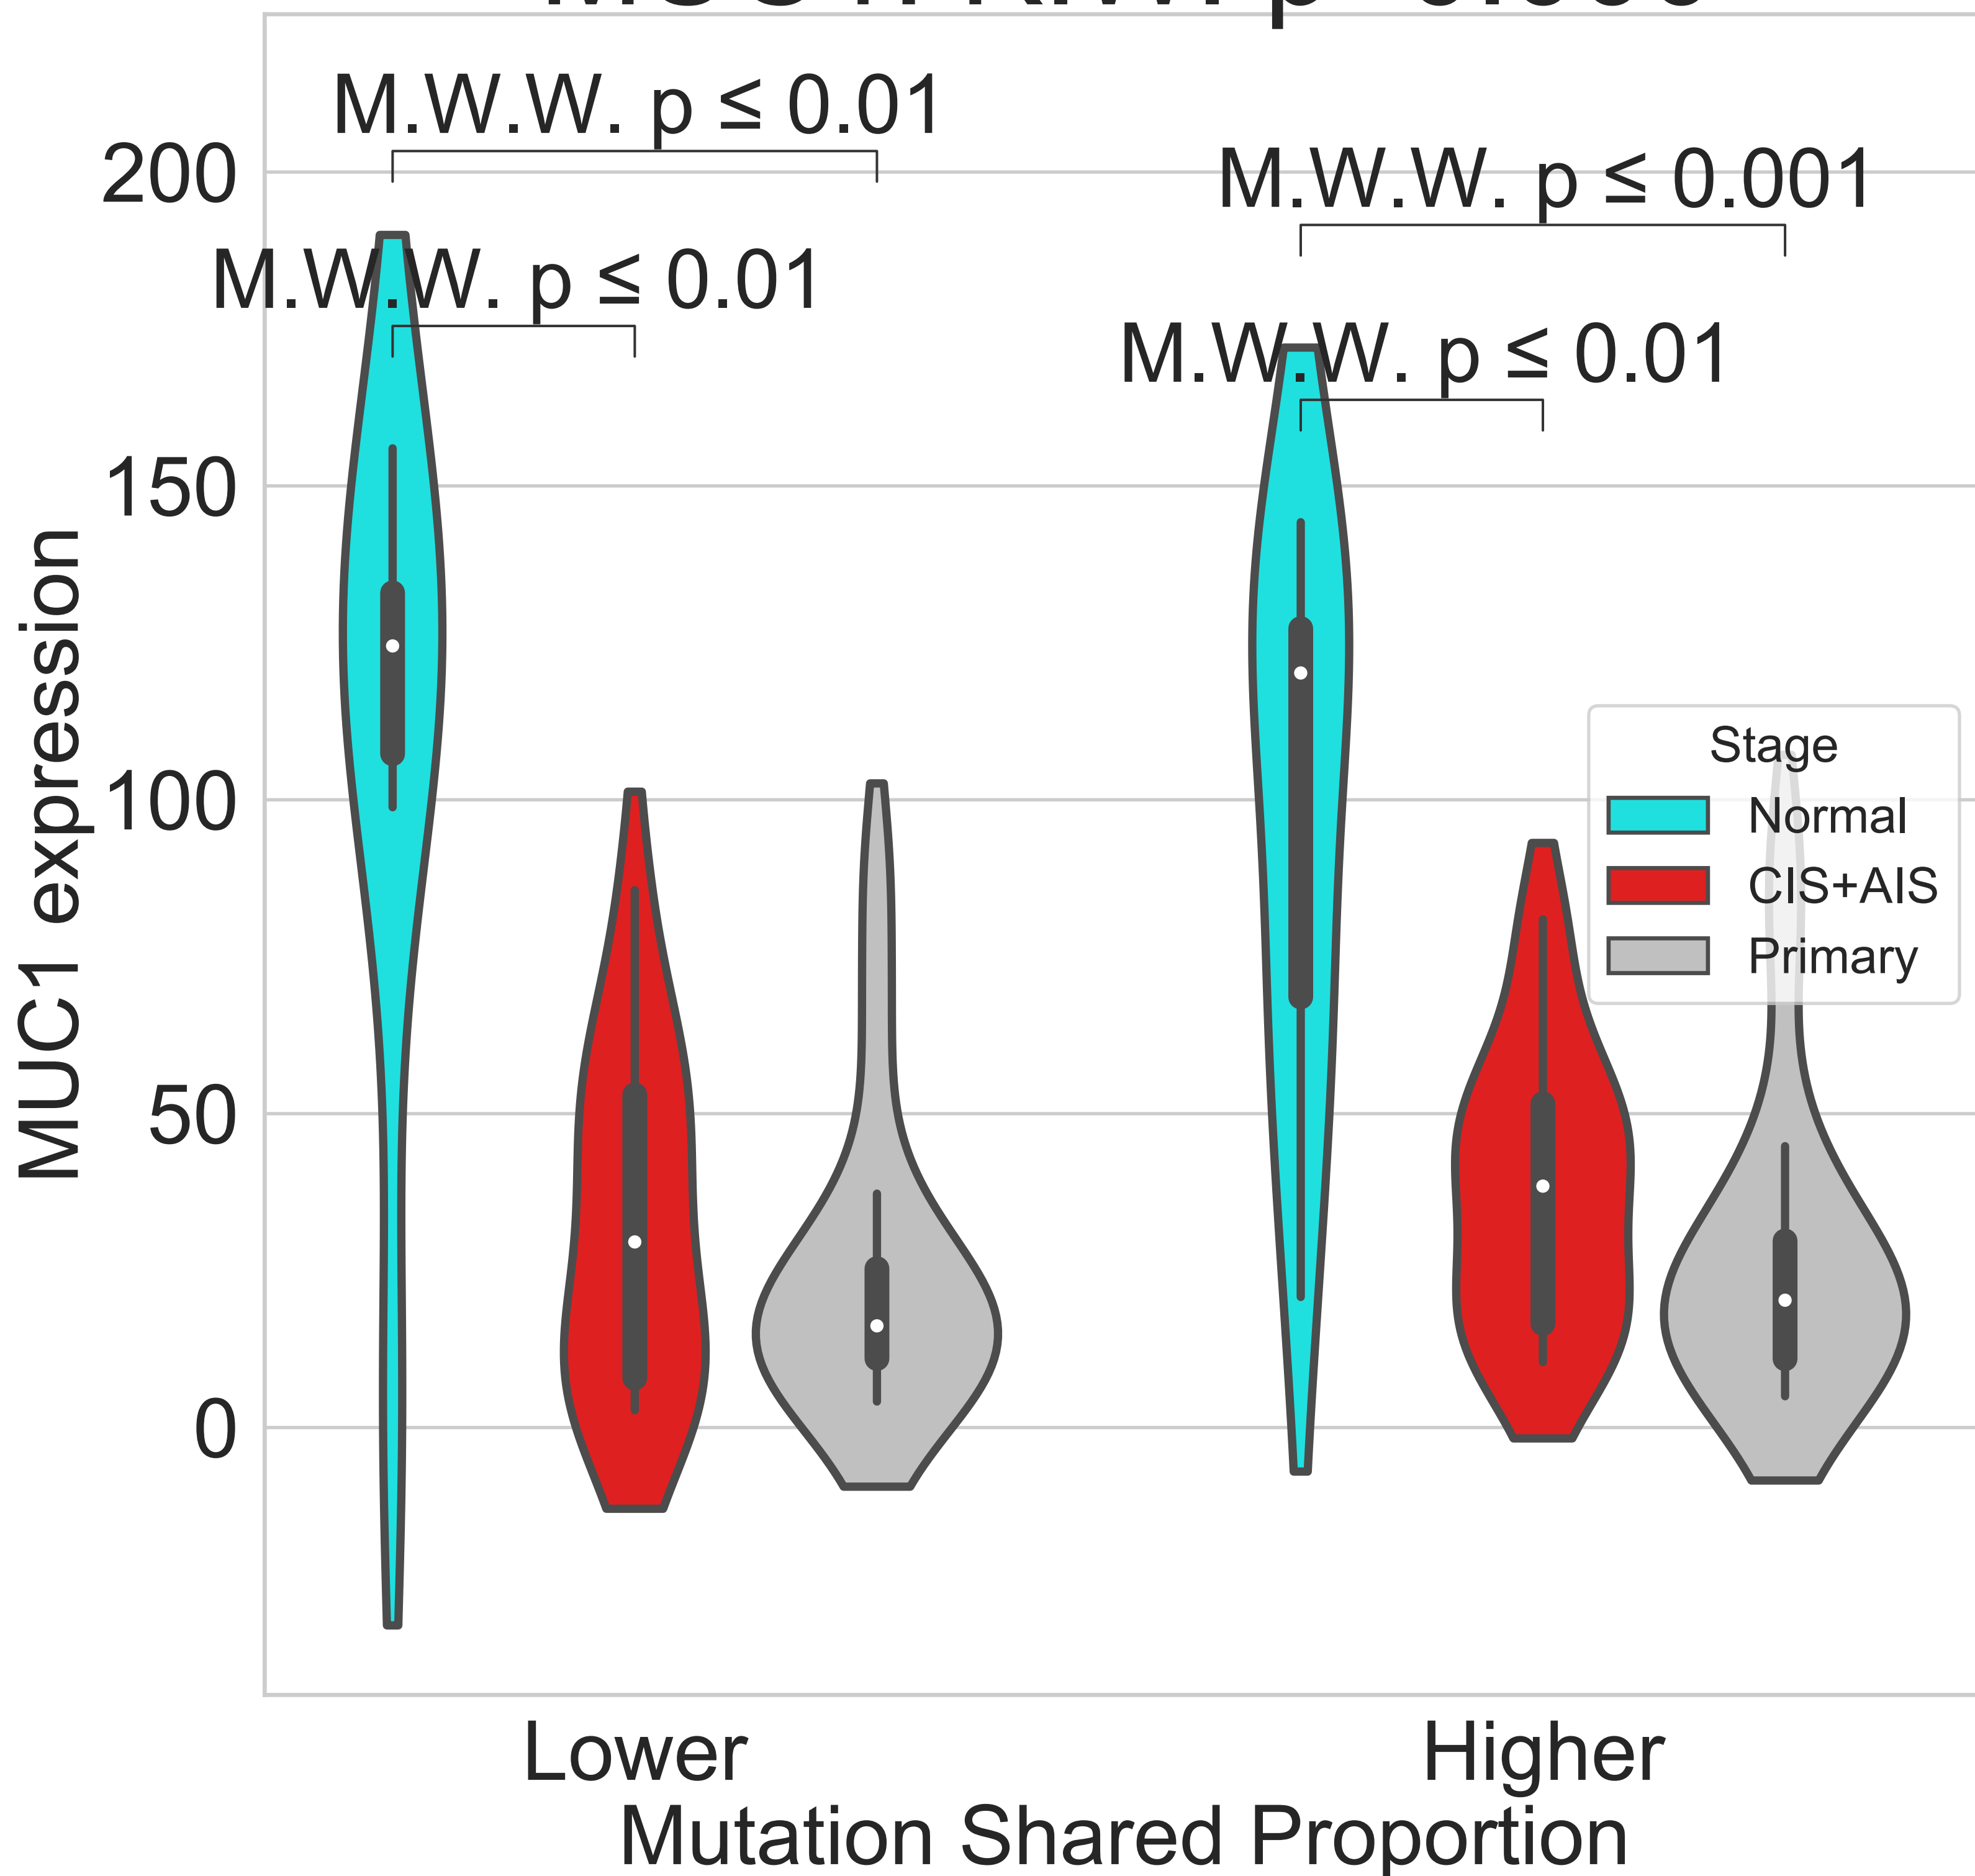 M.W.W. p ≤ 0.01
M.W.W. p ≤ 0.001
M.W.W. p ≤ 0.01
M.W.W. p ≤ 0.01
200
150
100
50
0
MUC1 expression
Stage
Normal
CIS+AIS
Primary
Lower
Higher
Mutation Shared Proportion